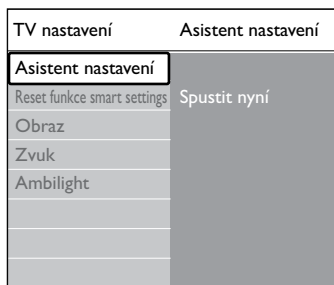 TV nastavení Asistent nastavení
Asistent nastavení
Reset funkce smart settings Spustit nyní
Obraz
Zvuk
Ambilight